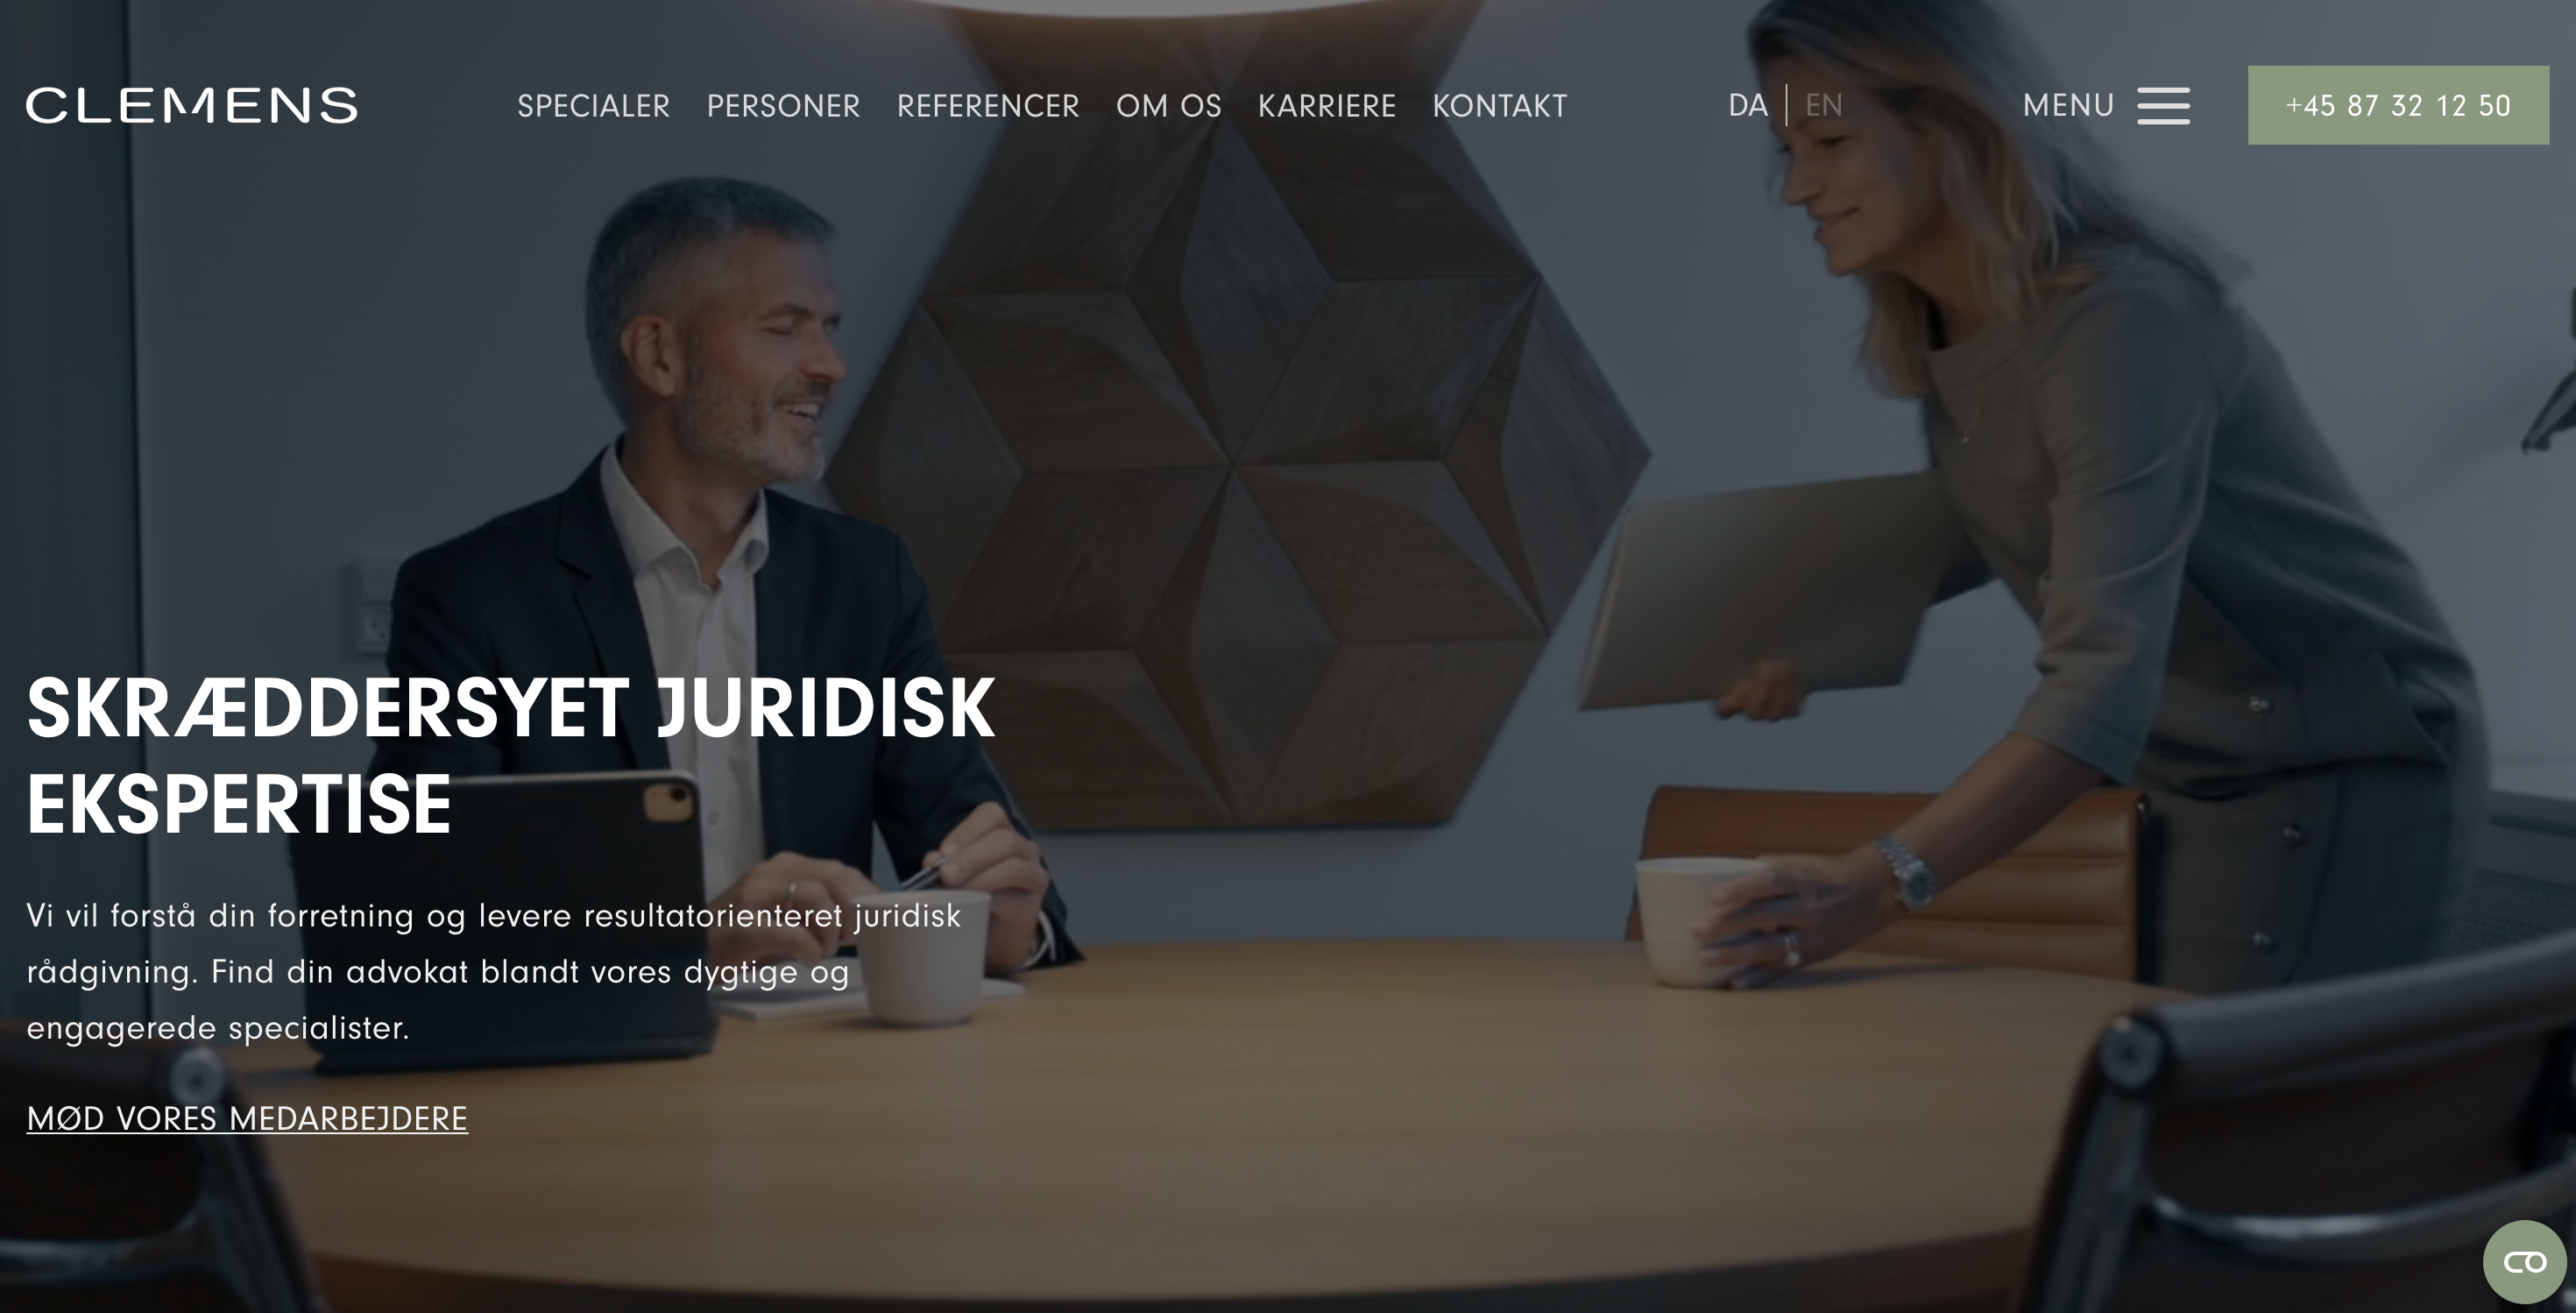 CLEMENS
SPECIALER PERSONER REFERENCER OM OS KARRIERE KONTAKT
DA | EN
MENU
+45 87 32 12 50
SKRÆDDERSYET JURIDISK
EKSPERTISE
Vi vil forstå din forretning og levere resultatorienteret juridisk
rådgivning. Find din advokat blandt vores dygtige og
engagerede specialister.
MØD VORES MEDARBEJDERE